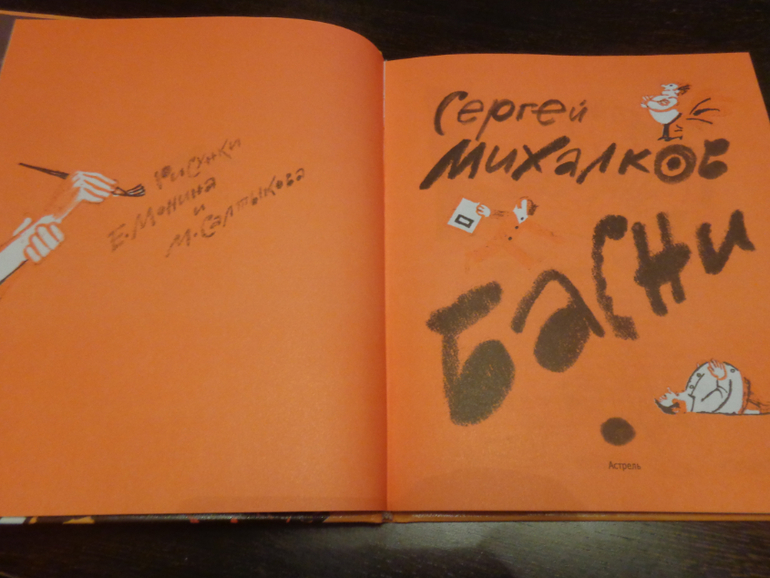 Рисунки
Е. Монина
и
М. Салтыкова
Сергей
Михалков
Басни
Астрель